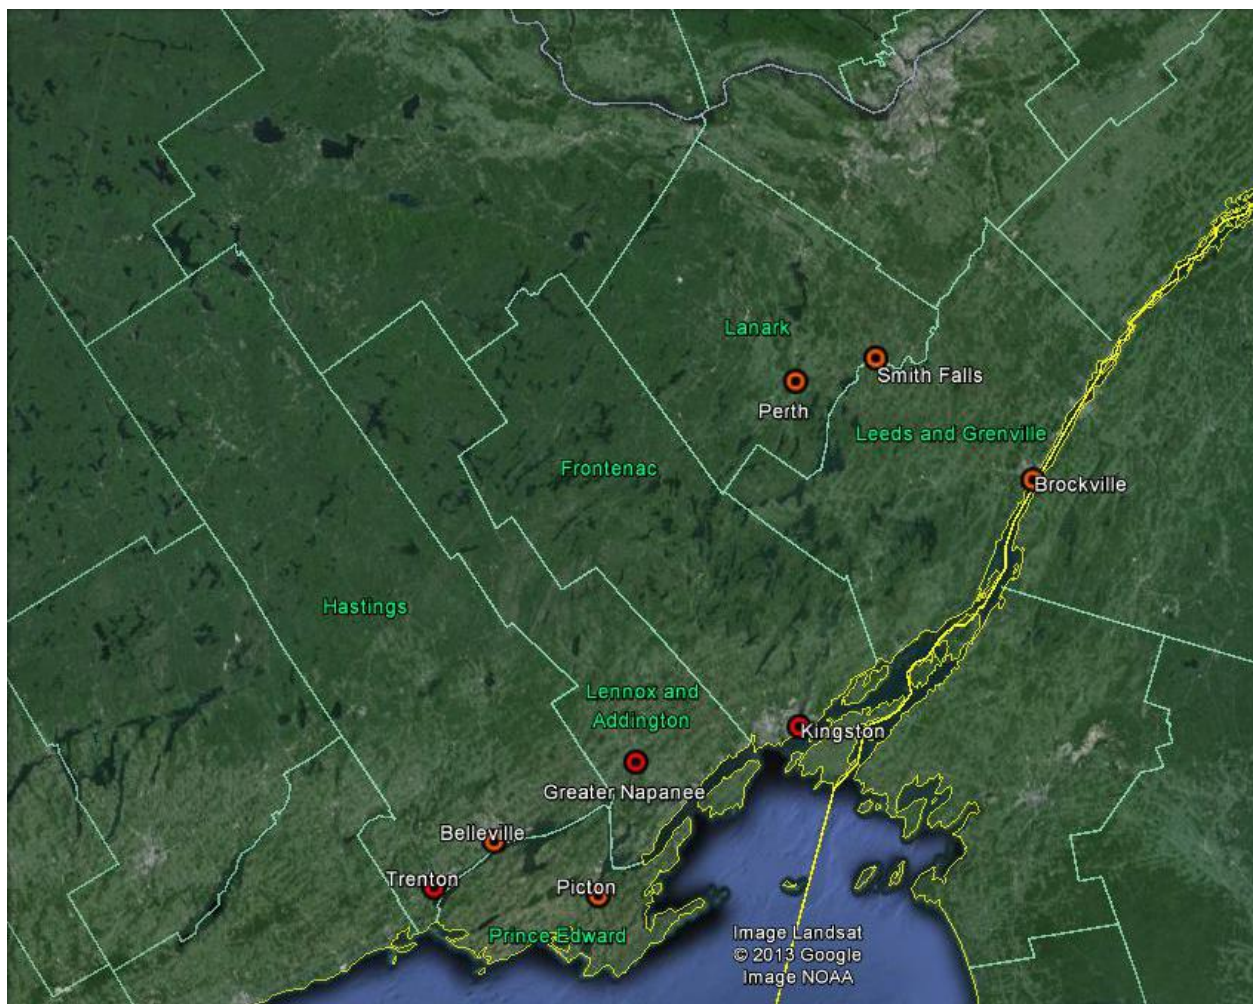 Lanark
Smith Falls
Perth
Leeds and Grenville
Frontenac
Brockville
Hastings
Lennox and
Addington
Kingston
Greater Napanee
Belleville
Trenton
Picton
Prince Edward
Image Landsat
© 2013 Google
Image NOAA